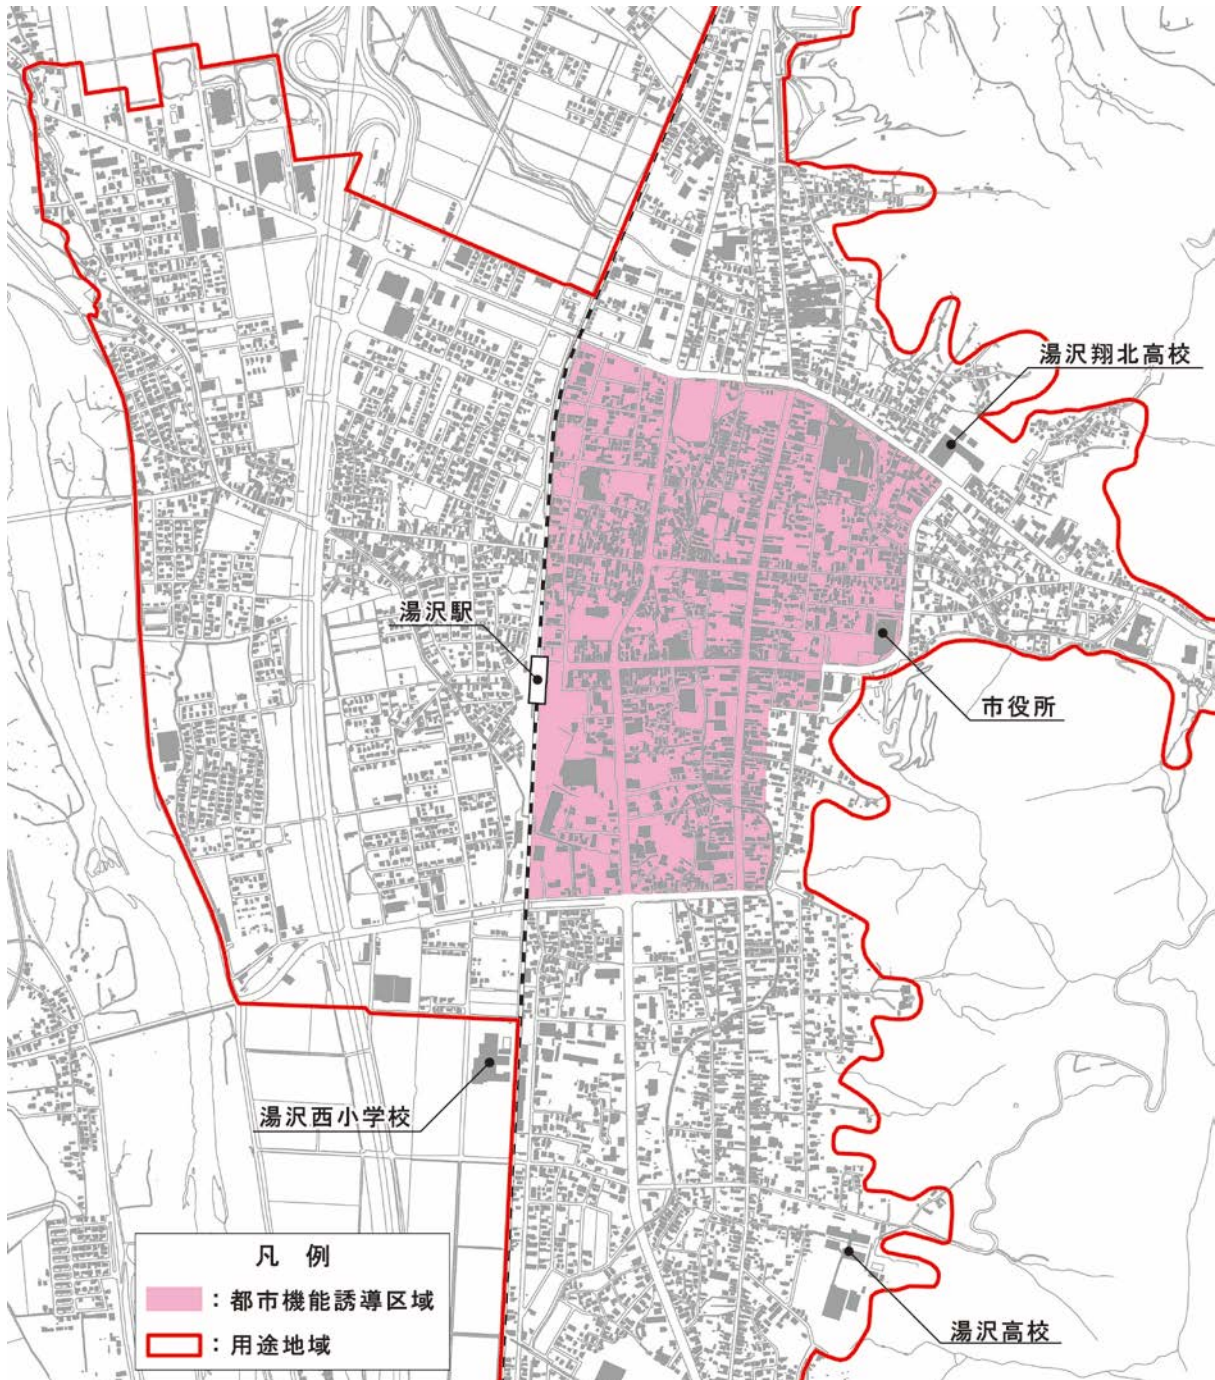 湯沢翔北高校
湯沢駅
市役所
湯沢西小学校
湯沢高校
凡 例
：都市機能誘導区域
：用途地域